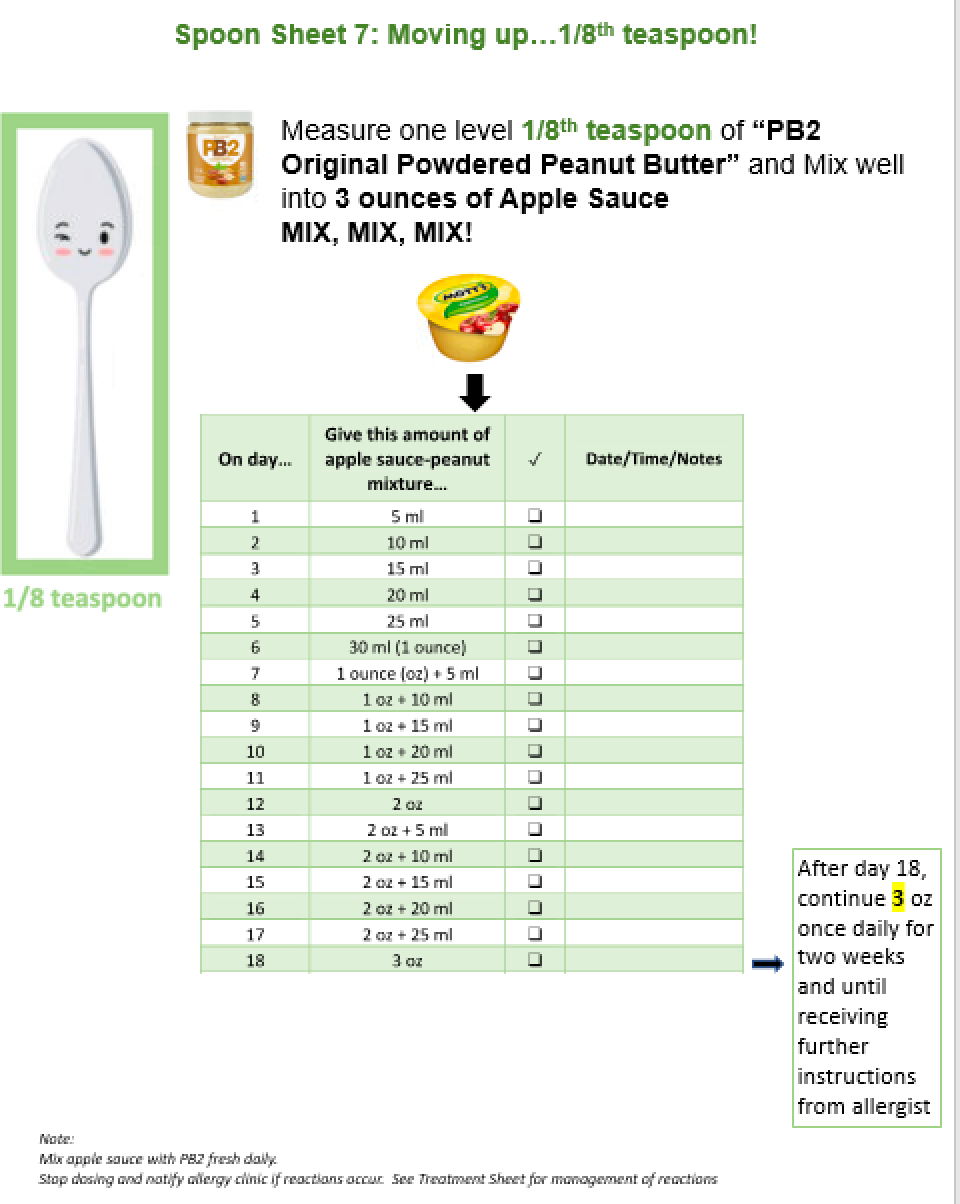 Spoon Sheet 7: Moving up…1/8th teaspoon!
PB2
Measure one level 1/8th teaspoon of “PB2
Original Powdered Peanut Butter” and Mix well
into 3 ounces of Apple Sauce
MIX, MIX, MIX!
MOTT'S
1/8 teaspoon
On day… Give this amount of apple sauce-peanut mixture… ✓ Date/Time/Notes
1 5 ml ❑
2 10 ml ❑
3 15 ml ❑
4 20 ml ❑
5 25 ml ❑
6 30 ml (1 ounce) ❑
7 1 ounce (oz) + 5 ml ❑
8 1 oz + 10 ml ❑
9 1 oz + 15 ml ❑
10 1 oz + 20 ml ❑
11 1 oz + 25 ml ❑
12 2 oz ❑
13 2 oz + 5 ml ❑
14 2 oz + 10 ml ❑
15 2 oz + 15 ml ❑
16 2 oz + 20 ml ❑
17 2 oz + 25 ml ❑
18 3 oz ❑
After day 18,
continue 3 oz
once daily for
two weeks
and until
receiving
further
instructions
from allergist
Note:
Mix apple sauce with PB2 fresh daily.
Stop dosing and notify allergy clinic if reactions occur. See Treatment Sheet for management of reactions